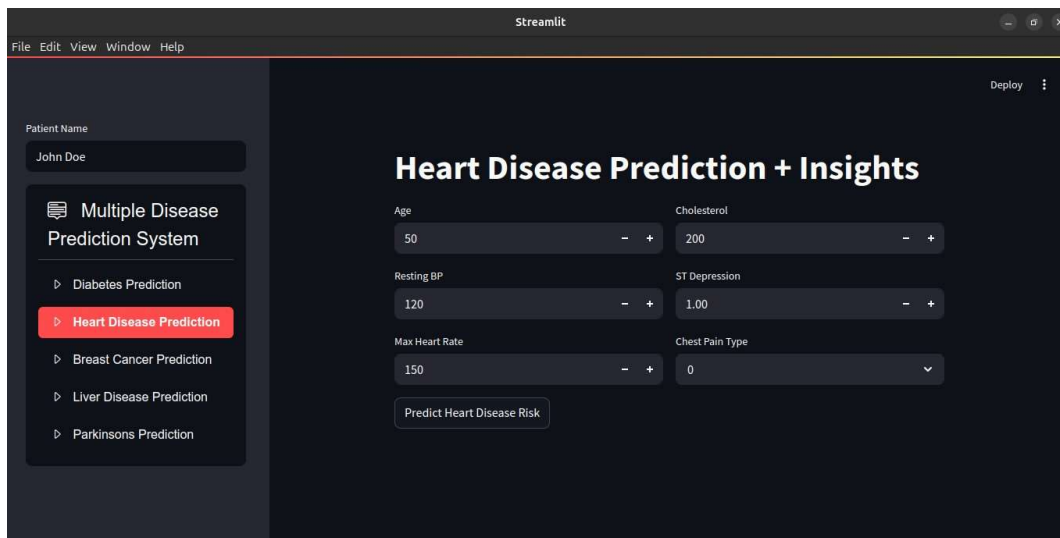 Streamlit
File Edit View Window Help
Deploy
Patient Name
John Doe
Multiple Disease
Prediction System
Diabetes Prediction
Heart Disease Prediction
Breast Cancer Prediction
Liver Disease Prediction
Parkinsons Prediction
Heart Disease Prediction + Insights
Age
50
Cholesterol
200
Resting BP
120
ST Depression
1.00
Max Heart Rate
150
Chest Pain Type
0
Predict Heart Disease Risk